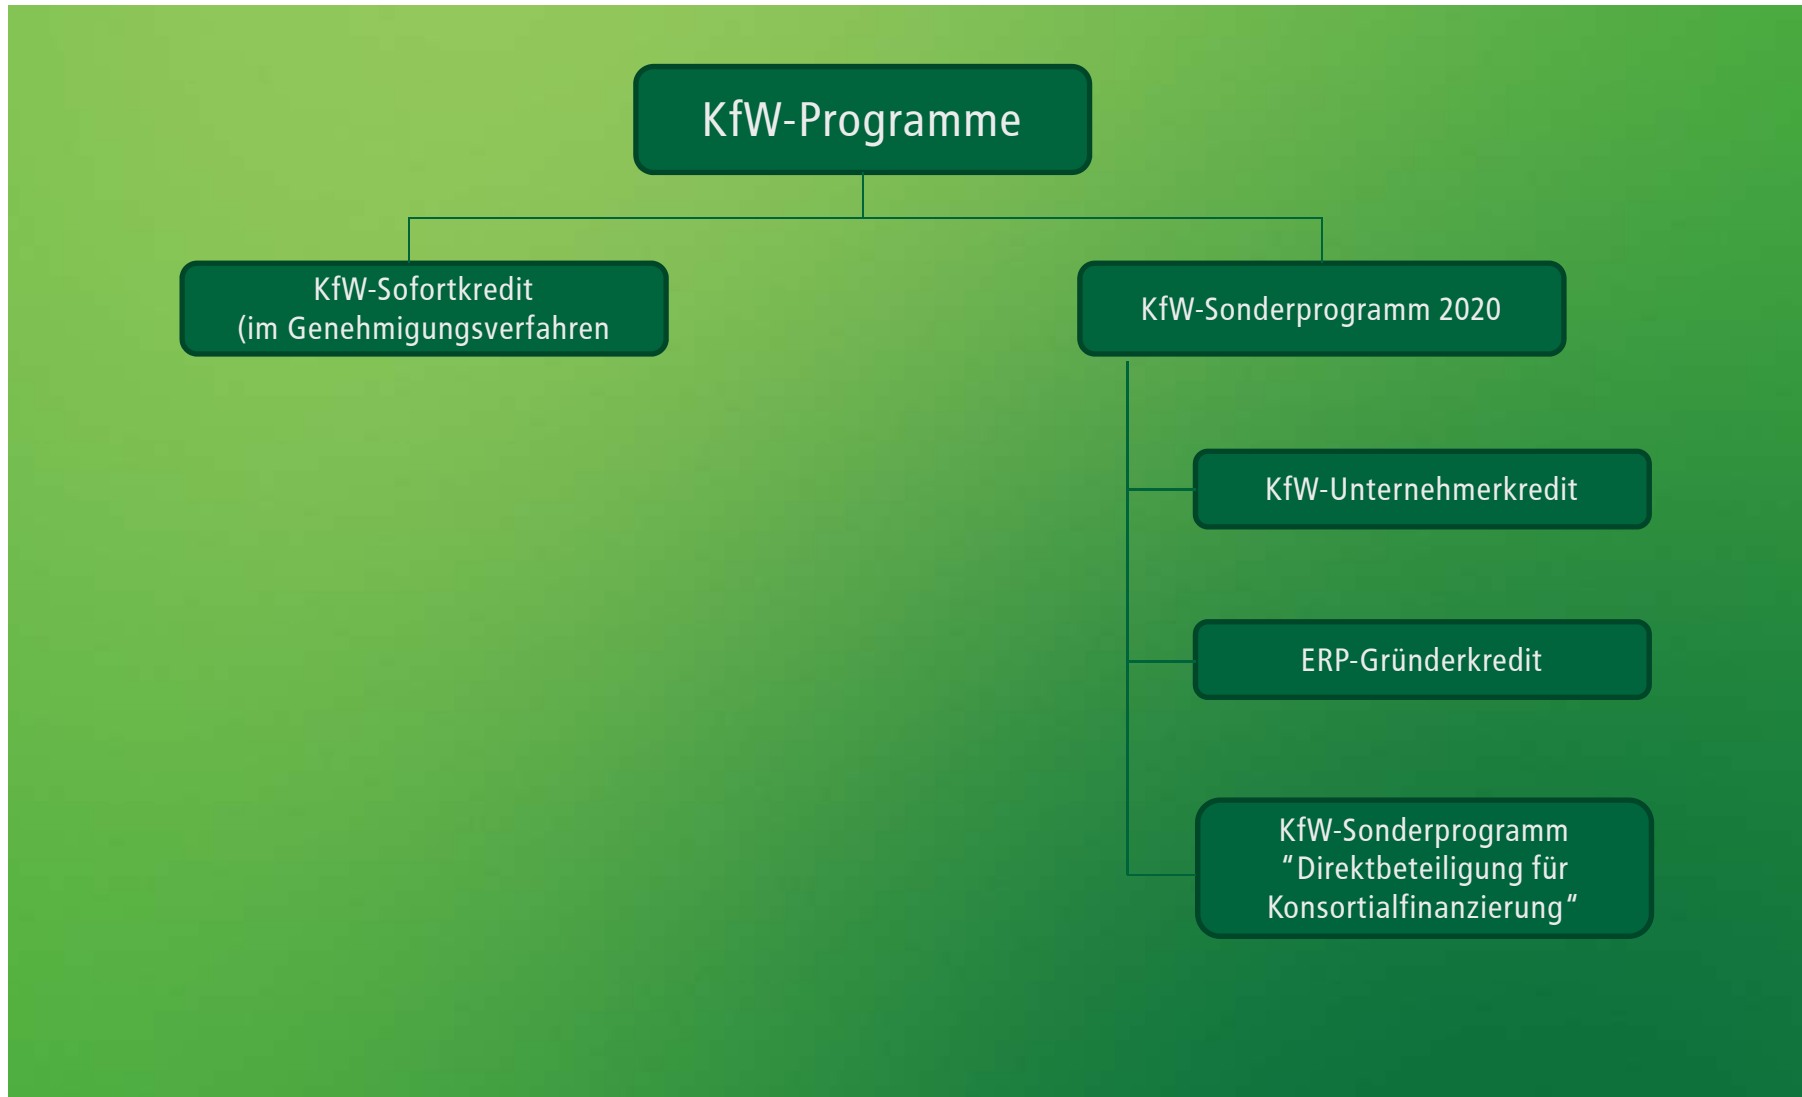 KfW-Programme
KfW-Sofortkredit
(im Genehmigungsverfahren
KfW-Sonderprogramm 2020
KfW-Unternehmerkredit
ERP-Gründerkredit
KfW-Sonderprogramm
“Direktbeteiligung für
Konsortialfinanzierung“